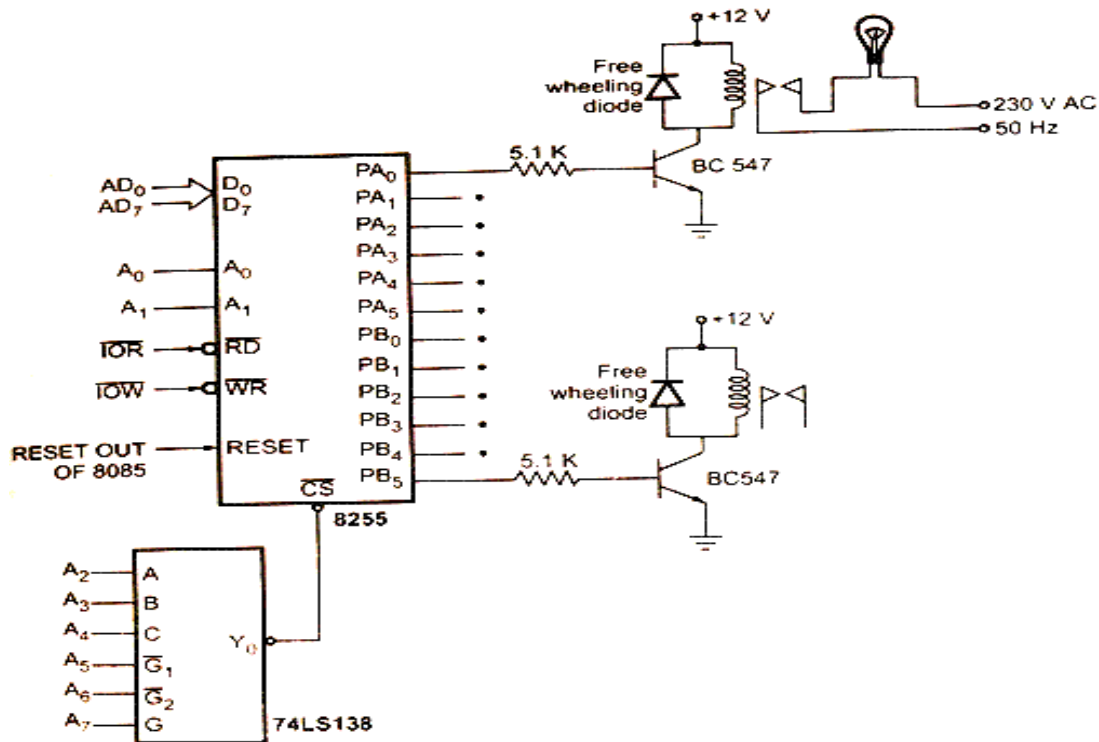 +12 V
Free
wheeling
diode
230 V AC
50 Hz
5.1 K
BC 547
AD0
AD7
D0
D7
A0
A0
A1
A1
IOR
RD
IOW
WR
RESET OUT
OF 8085
RESET
CS
8255
PA0
PA1
PA2
PA3
PA4
PA5
PB0
PB1
PB2
PB3
PB4
PB5
+12 V
Free
wheeling
diode
5.1 K
BC547
A2
A
A3
B
A4
C
A5
G1
A6
G2
A7
G
Y0
74LS138